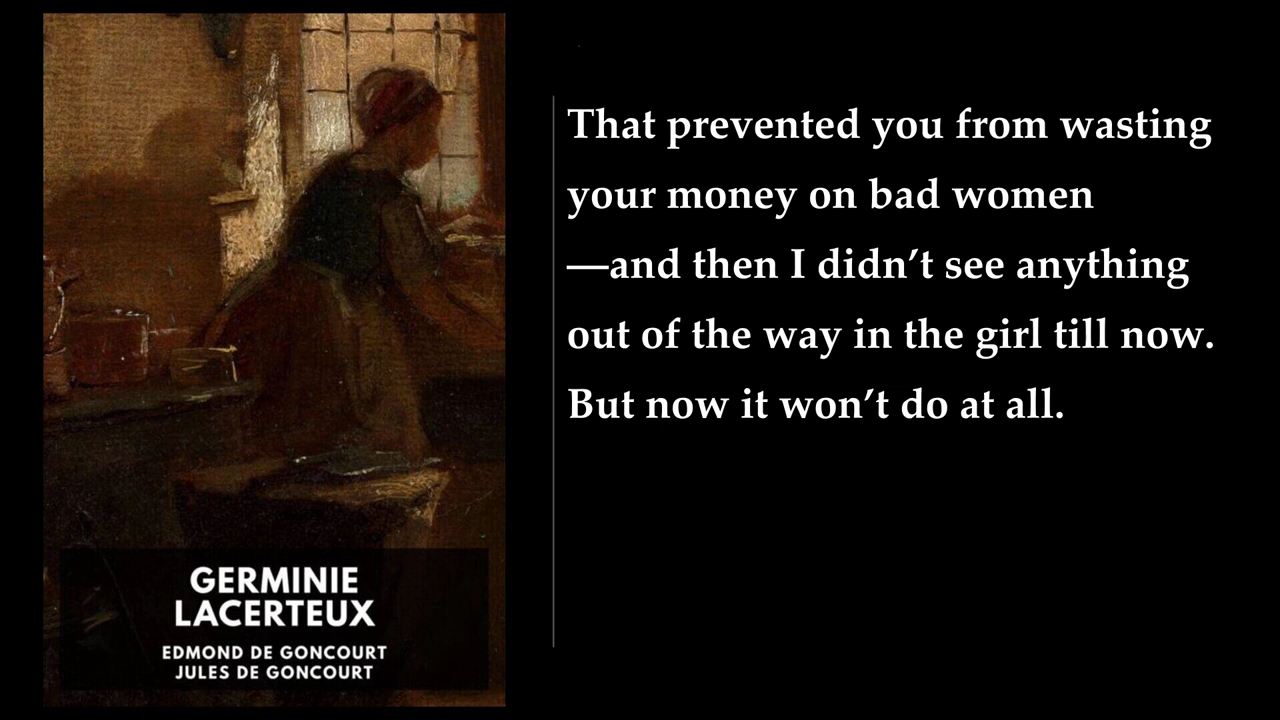 GERMINIE
LACERTEUX
EDMOND DE GONCOURT
JULES DE GONCOURT
That prevented you from wasting
your money on bad women
—and then I didn’t see anything
out of the way in the girl till now.
But now it won’t do at all.